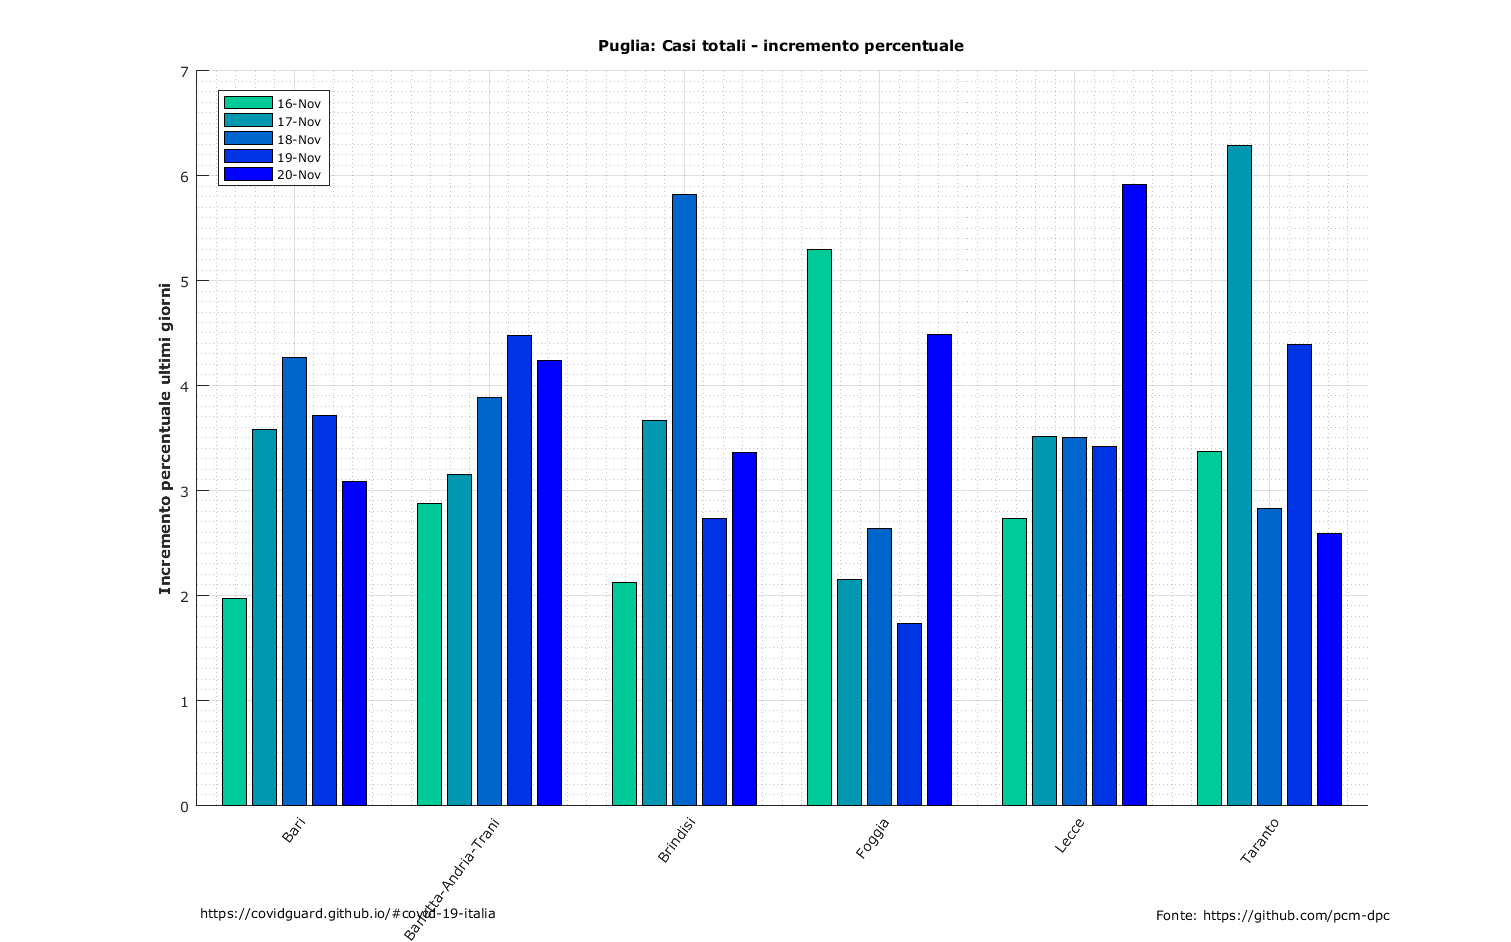 Puglia: Casi totali - incremento percentuale
7
6
5
4
3
2
1
0
Incremento percentuale ultimi giorni
16-Nov
17-Nov
18-Nov
19-Nov
20-Nov
Bari
Barletta-Andria-Trani
Brindisi
Foggia
Lecce
Taranto
https://covidguard.github.io/#covid-19-italia
Fonte: https://github.com/pcm-dpc